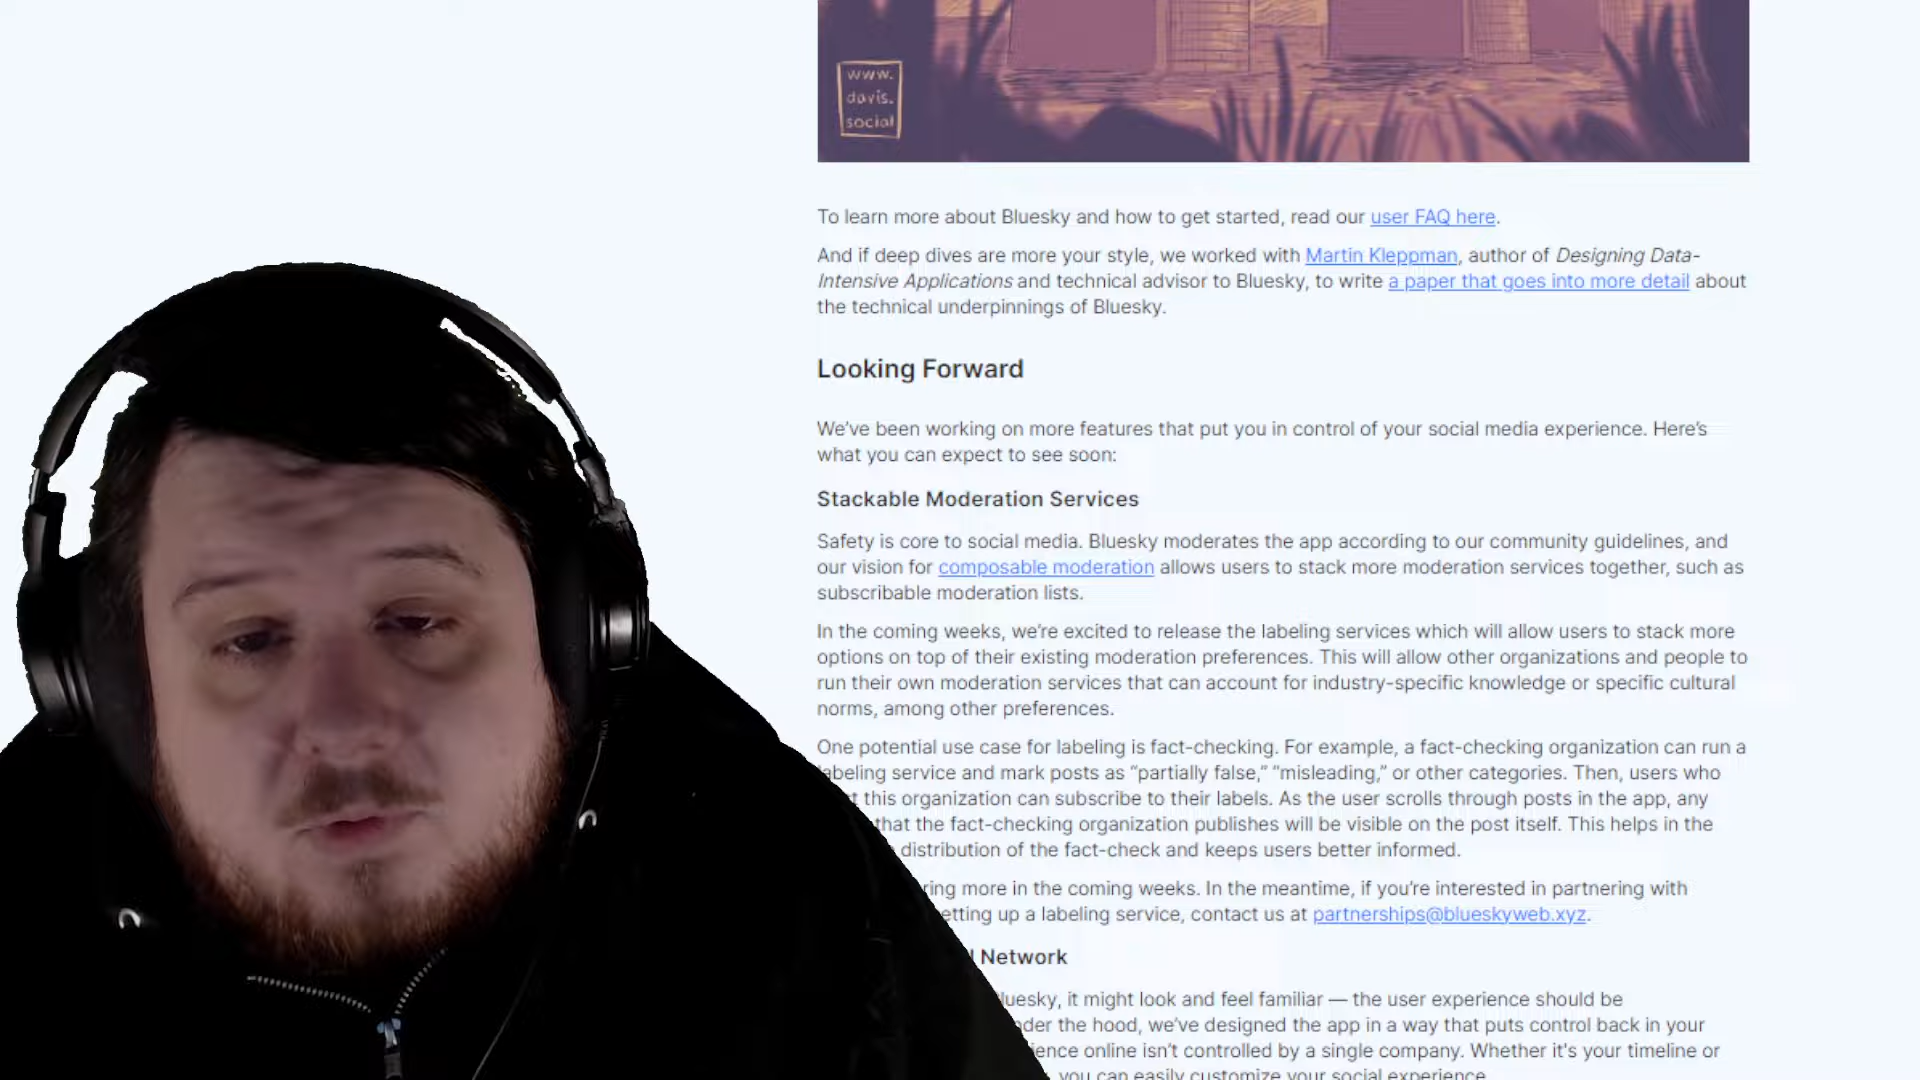 www.
davis.
social
To learn more about Bluesky and how to get started, read our user FAQ here.
And if deep dives are more your style, we worked with Martin Kleppman, author of Designing Data-
Intensive Applications and technical advisor to Bluesky, to write a paper that goes into more detail about
the technical underpinnings of Bluesky.
Looking Forward
We've been working on more features that put you in control of your social media experience. Here's
what you can expect to see soon:
Stackable Moderation Services
Safety is core to social media. Bluesky moderates the app according to our community guidelines, and
our vision for composable moderation allows users to stack more moderation services together, such as
subscribable moderation lists.
In the coming weeks, we're excited to release the labeling services which will allow users to stack more
options on top of their existing moderation preferences. This will allow other organizations and people to
run their own moderation services that can account for industry-specific knowledge or specific cultural
norms, among other preferences.
One potential use case for labeling is fact-checking. For example, a fact-checking organization can run a
labeling service and mark posts as “partially false,” “misleading,” or other categories. Then, users who
this organization can subscribe to their labels. As the user scrolls through posts in the app, any
that the fact-checking organization publishes will be visible on the post itself. This helps in the
distribution of the fact-check and keeps users better informed.
more in the coming weeks. In the meantime, if you're interested in partnering with
up a labeling service, contact us at partnerships@blueskyweb.xyz.
Network
it might look and feel familiar — the user experience should be
the hood, we've designed the app in a way that puts control back in your
online isn't controlled by a single company. Whether it's your timeline or
you can easily customize your social experience.